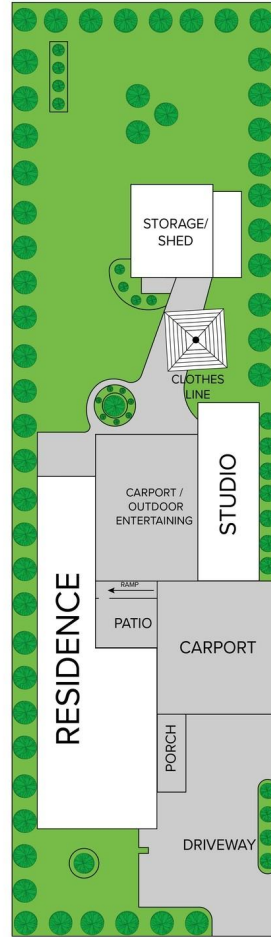 STORAGE/
SHED
CLOTHES
LINE
CARPORT /
OUTDOOR
ENTERTAINING
STUDIO
RAMP
PATIO
RESIDENCE
CARPORT
PORCH
DRIVEWAY